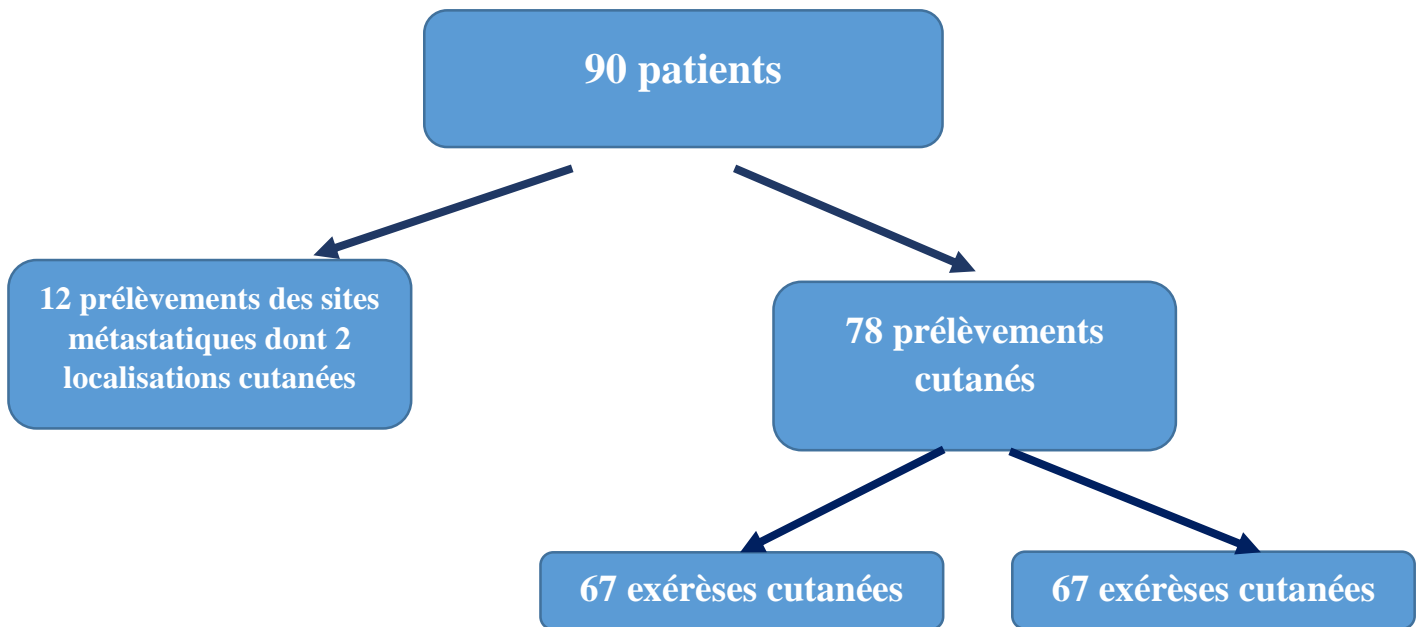 90 patients
12 prélèvements des sites
métastatiques dont 2
localisations cutanées
78 prélèvements
cutanés
67 exérèses cutanées
67 exérèses cutanées